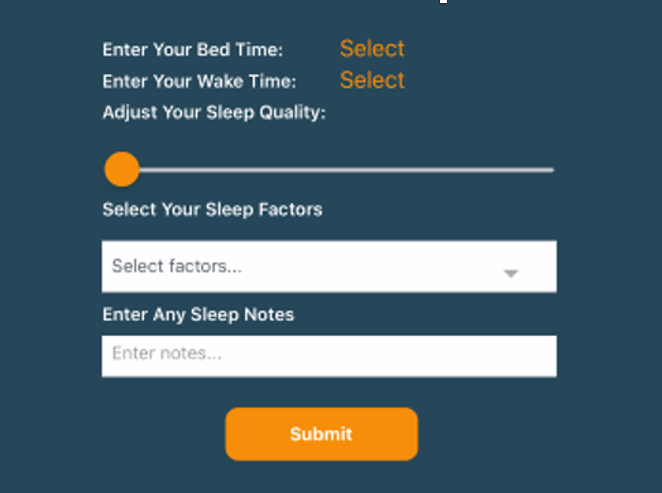 Enter Your Bed Time: Select
Enter Your Wake Time: Select
Adjust Your Sleep Quality:
Select Your Sleep Factors
Select factors...
Enter Any Sleep Notes
Enter notes...
Submit